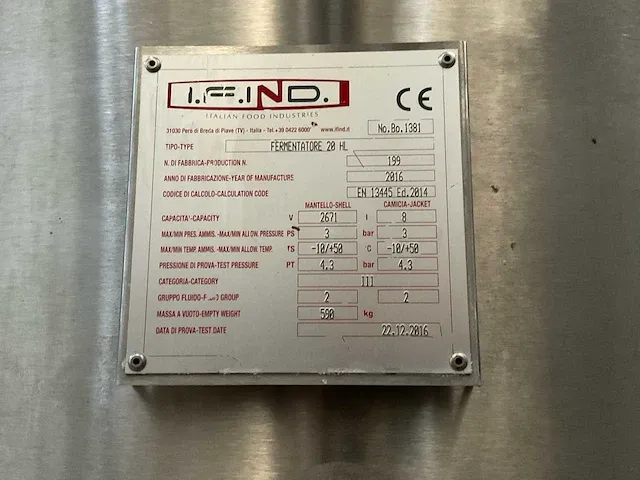 I.F.IND.
ITALIAN FOOD INDUSTRIES
CE
31030 Pero di Breda di Piave (TV) - Italia - Tel.+39 0422 6000 www.ifind.it
No.Bo.1381
TIPO-TYPE FERMENTATORE 20 HL
N. DI FABBRICA-PRODUCTION N. 199
ANNO DI FABBRICAZIONE-YEAR OF MANUFACTURE 2016
CODICE DI CALCOLO-CALCULATION CODE EN 13445 Ed.2014
MANTELLO-SHELL CAMICIA-JACKET
CAPACITA'-CAPACITY V 2671 l 8
MAX/MIN PRES. AMMIS.-MAX/MIN ALLOW. PRESSURE PS 3 bar 3
MAX/MIN TEMP. AMMIS.-MAX/MIN ALLOW. TEMP. TS -10/+50 °C -10/+50
PRESSIONE DI PROVA-TEST PRESSURE PT 4.3 bar 4.3
CATEGORIA-CATEGORY III
GRUPPO FLUIDO- GROUP 2 2
MASSA A VUOTO-EMPTY WEIGHT 590 kg
DATA DI PROVA-TEST DATE 22.12.2016